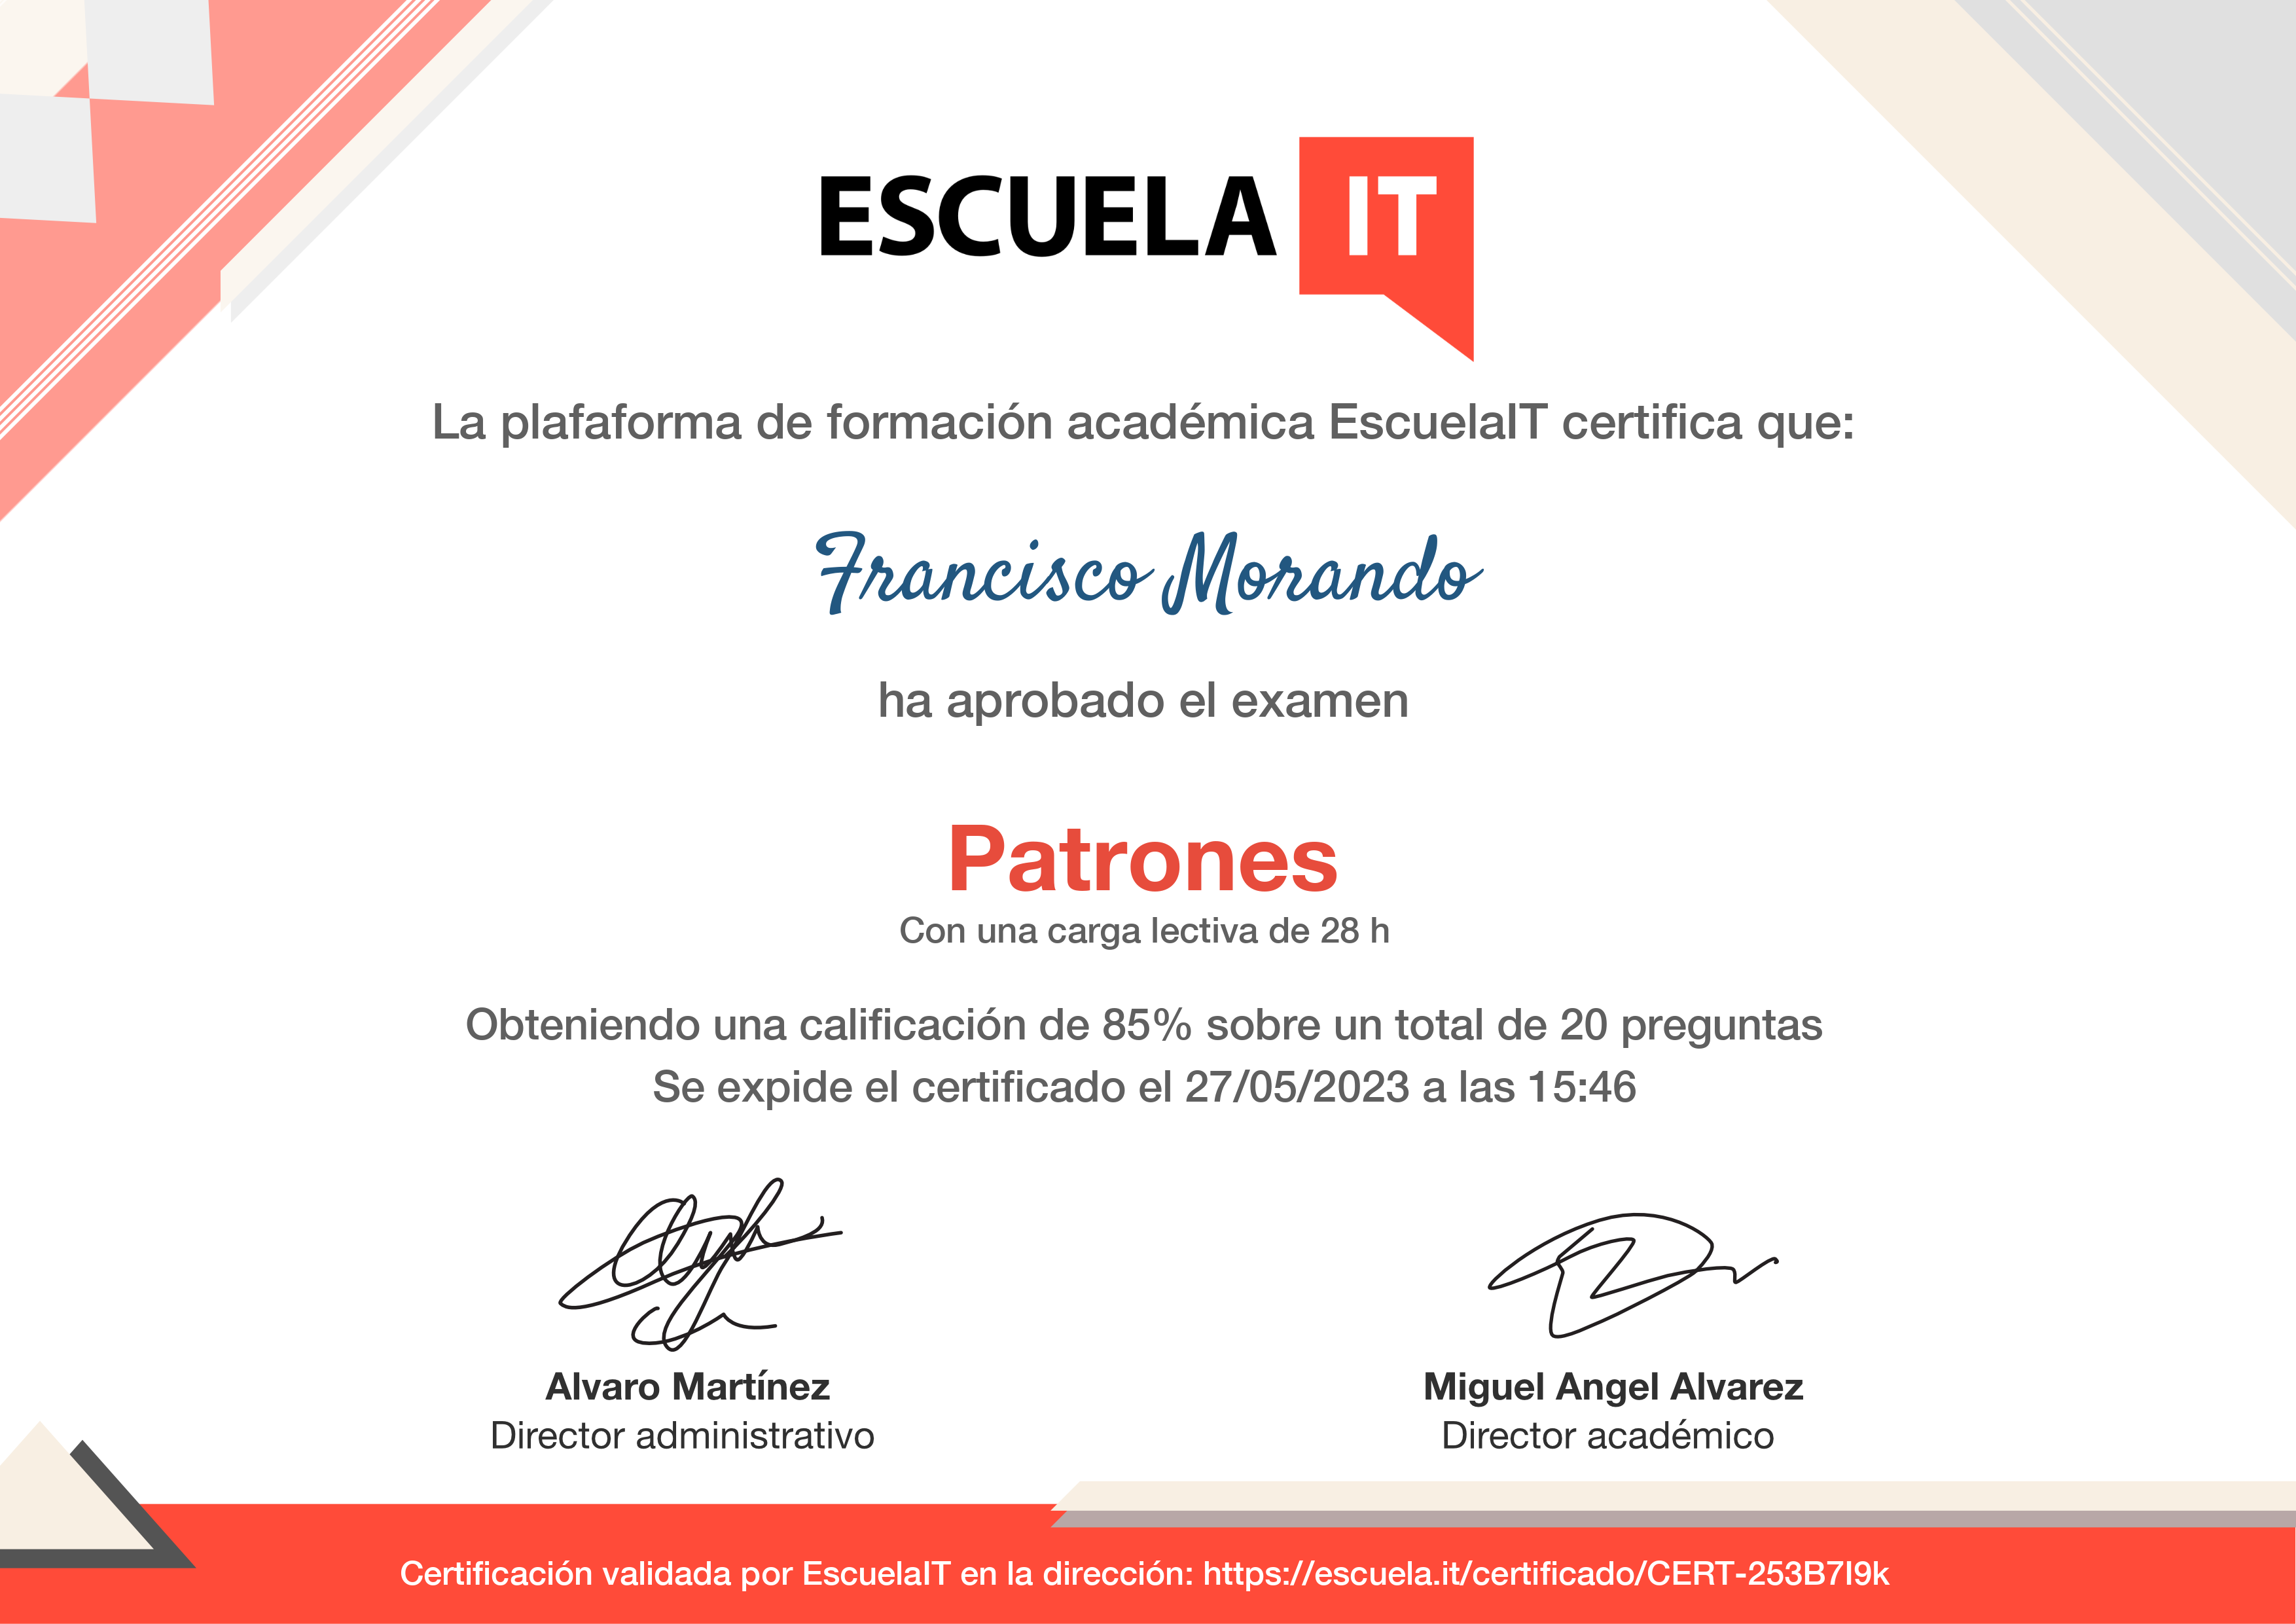 ESCUELA IT
La plafaforma de formación académica EscuelaIT certifica que:
Francisco Morando
ha aprobado el examen
Patrones
Con una carga lectiva de 28 h
Obteniendo una calificación de 85% sobre un total de 20 preguntas
Se expide el certificado el 27/05/2023 a las 15:46
Alvaro Martínez
Director administrativo
Miguel Angel Alvarez
Director académico
Certificación validada por EscuelaIT en la dirección: https://escuela.it/certificado/CERT-253B7I9k